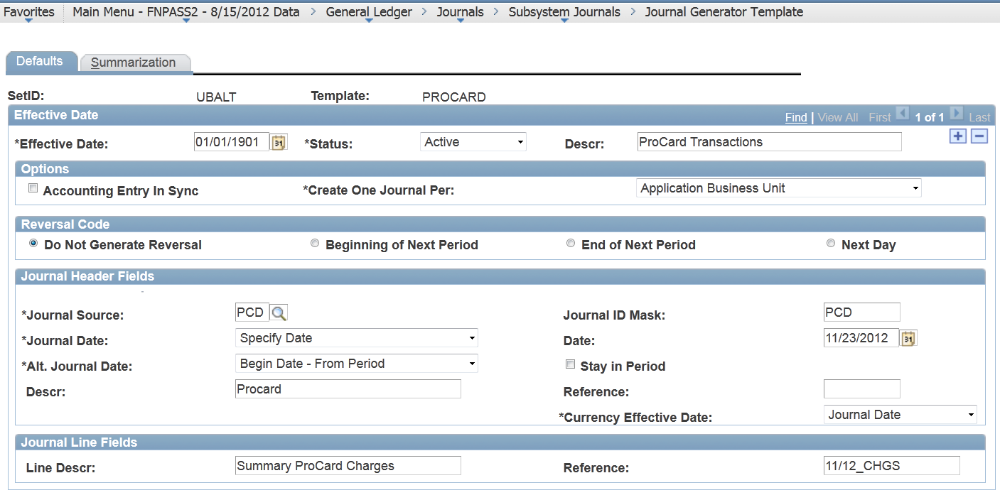 Favorites Main Menu - FNPASS2 - 8/15/2012 Data > General Ledger > Journals > Subsystem Journals > Journal Generator Template
Defaults Summarization
SetID: UBALT Template: PROCARD
Effective Date Find | View All First 1 of 1 Last
*Effective Date: 01/01/1901 31 *Status: Active Descr: ProCard Transactions + -
Options
Accounting Entry In Sync *Create One Journal Per: Application Business Unit
Reversal Code
Do Not Generate Reversal Beginning of Next Period End of Next Period Next Day
Journal Header Fields
*Journal Source: PCD Journal ID Mask: PCD
*Journal Date: Specify Date Date: 11/23/2012 31
*Alt. Journal Date: Begin Date - From Period Stay in Period
Descr: Procard Reference:
*Currency Effective Date: Journal Date
Journal Line Fields
Line Descr: Summary ProCard Charges Reference: 11/12_CHGS